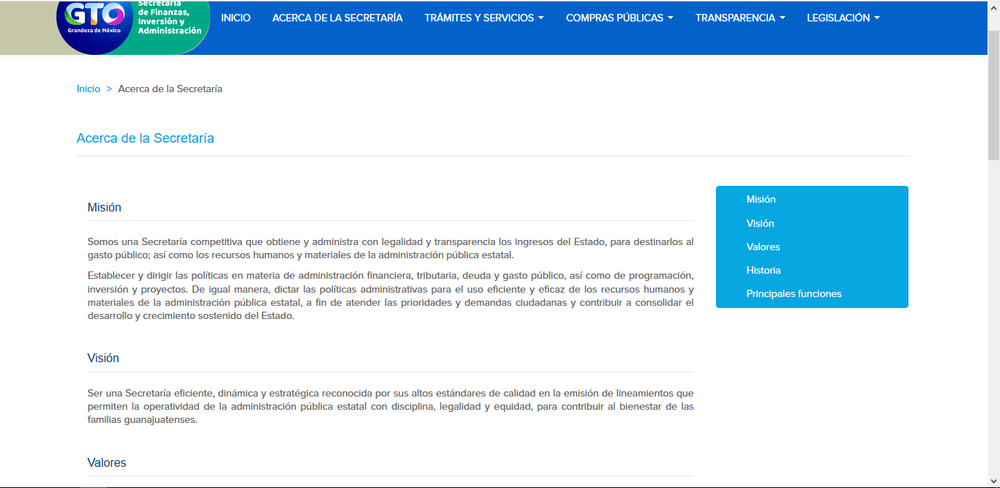 GTO
Grandeza de México
Secretaría
de Finanzas,
Inversión y
Administración
INICIO
ACERCA DE LA SECRETARÍA
TRÁMITES Y SERVICIOS
COMPRAS PÚBLICAS
TRANSPARENCIA
LEGISLACIÓN
Inicio > Acerca de la Secretaría
Acerca de la Secretaría
Misión
Somos una Secretaría competitiva que obtiene y administra con legalidad y transparencia los ingresos del Estado, para destinarlos al
gasto público; así como los recursos humanos y materiales de la administración pública estatal.
Establecer y dirigir las políticas en materia de administración financiera, tributaria, deuda y gasto público, así como de programación,
inversión y proyectos. De igual manera, dictar las políticas administrativas para el uso eficiente y eficaz de los recursos humanos y
materiales de la administración pública estatal, a fin de atender las prioridades y demandas ciudadanas y contribuir a consolidar el
desarrollo y crecimiento sostenido del Estado.
Visión
Ser una Secretaría eficiente, dinámica y estratégica reconocida por sus altos estándares de calidad en la emisión de lineamientos que
permiten la operatividad de la administración pública estatal con disciplina, legalidad y equidad, para contribuir al bienestar de las
familias guanajuatenses.
Valores
Misión
Visión
Valores
Historia
Principales funciones